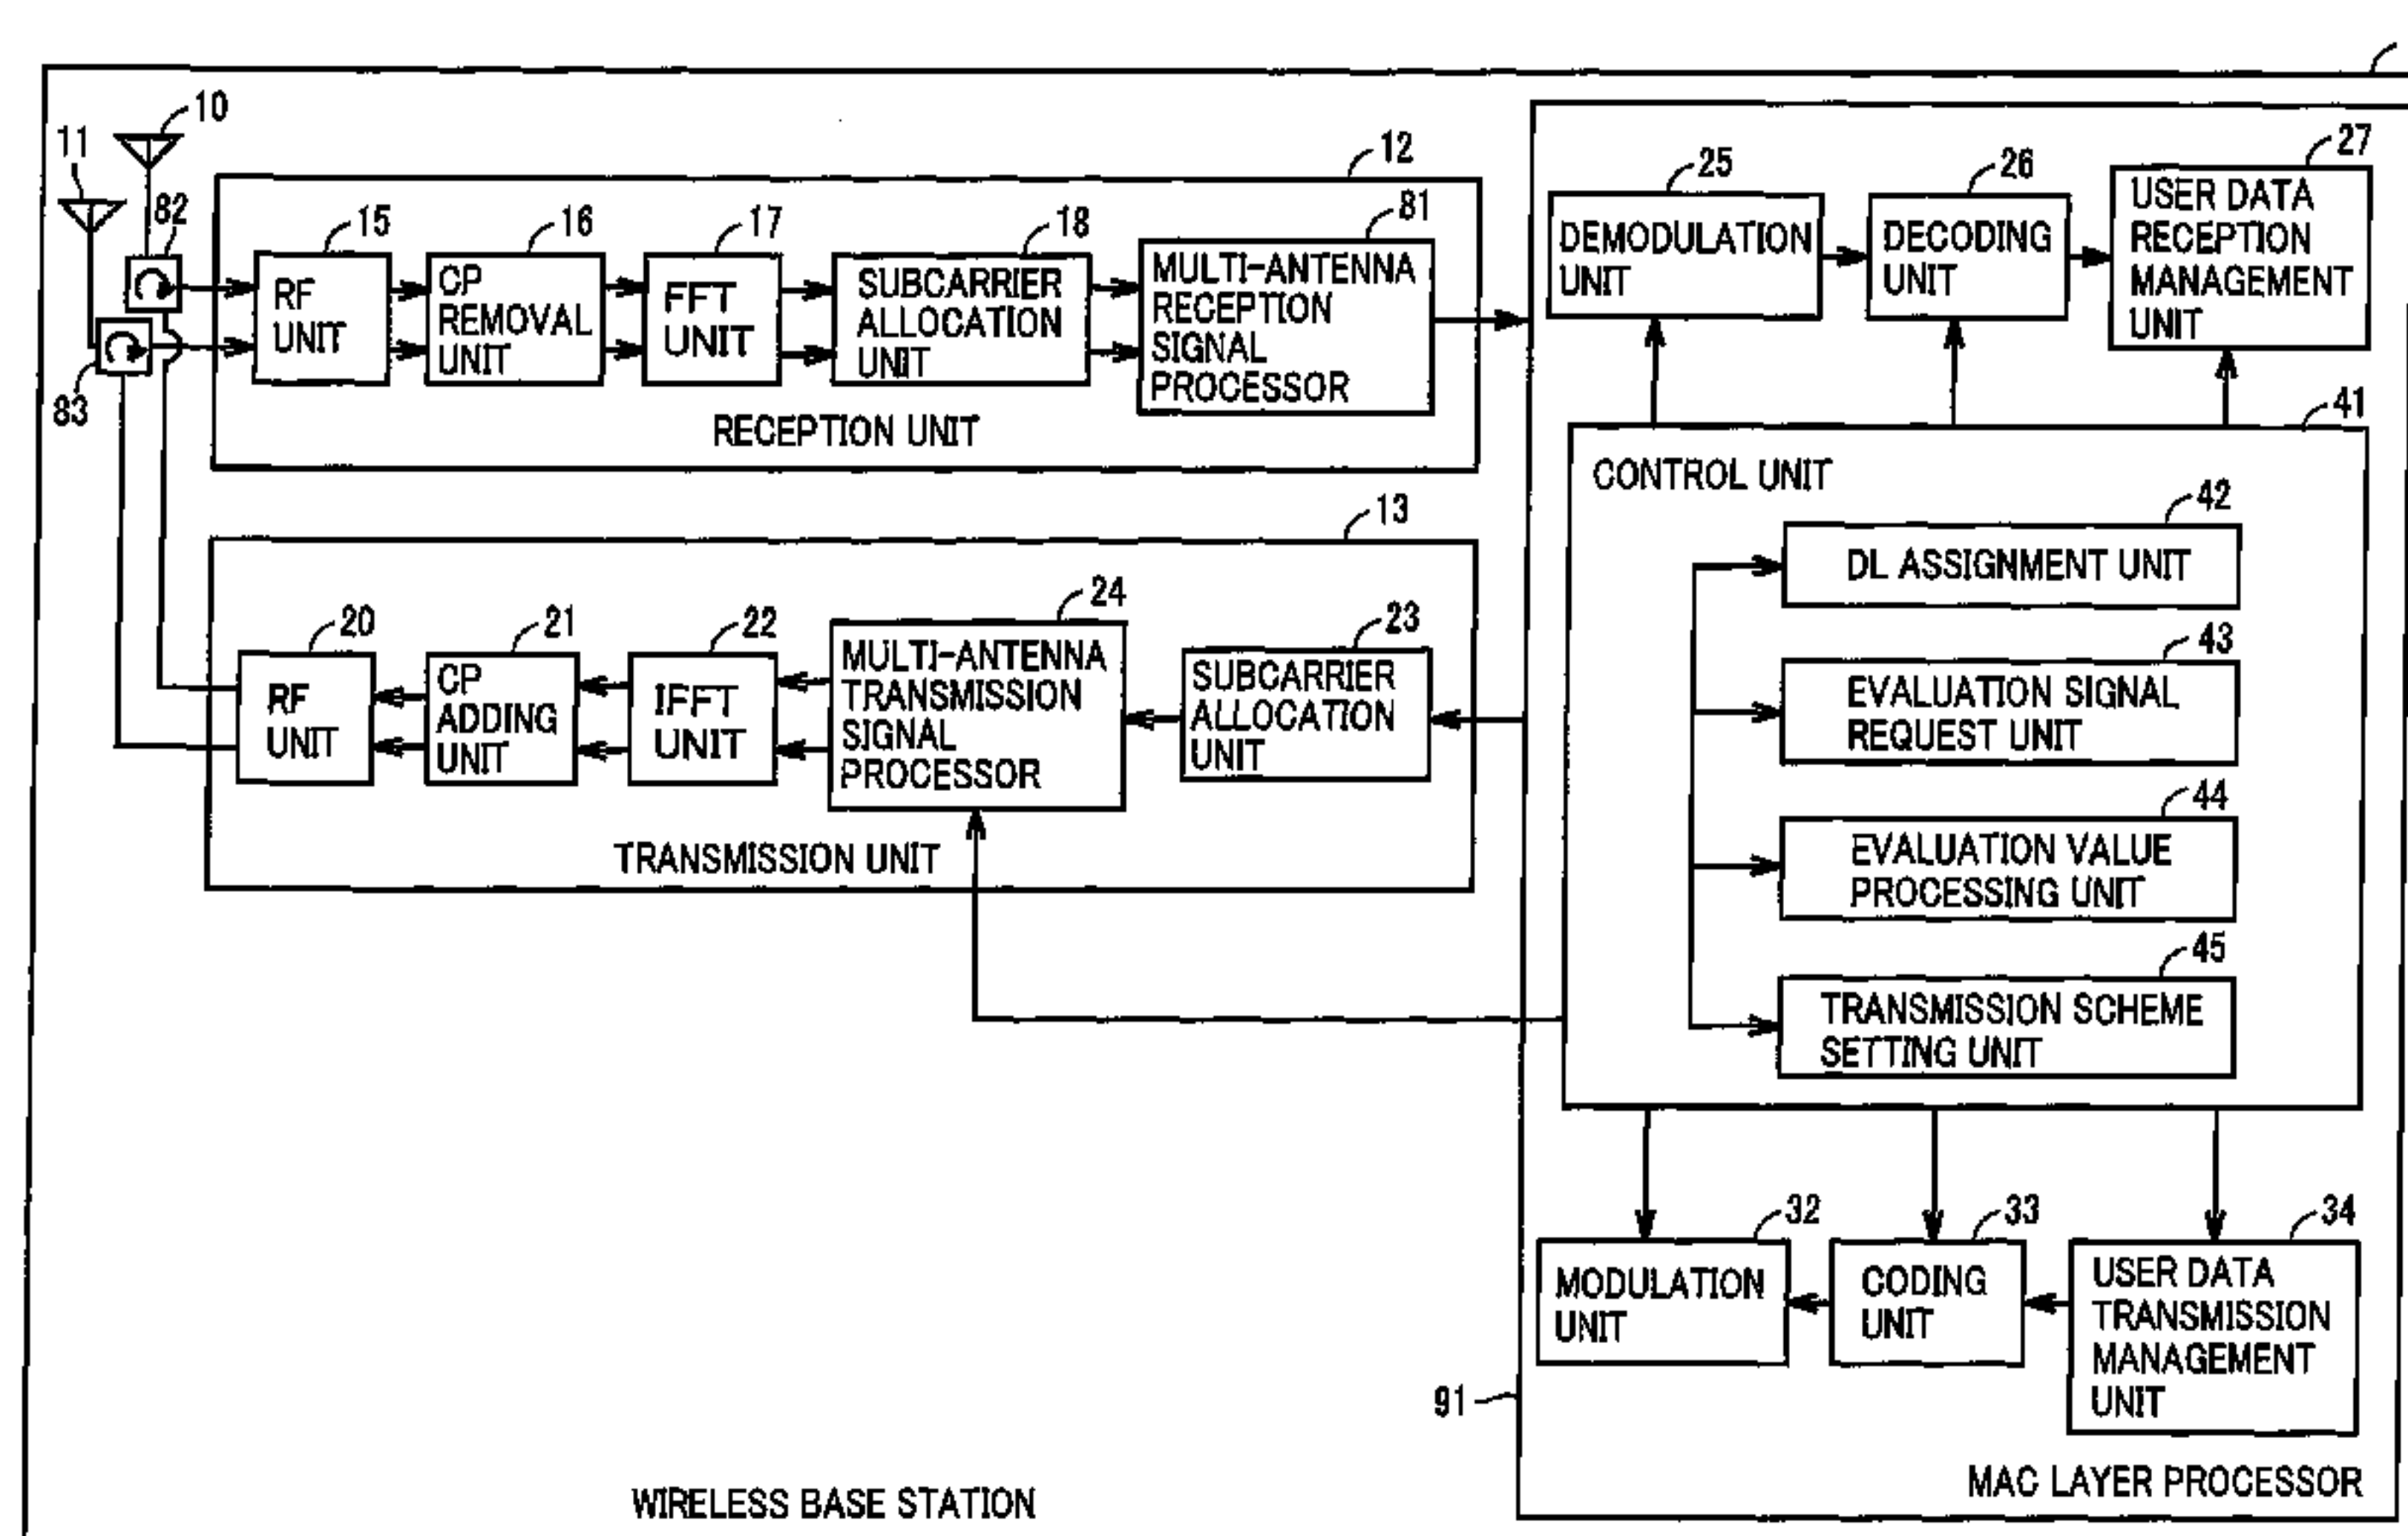 10
11
82
83
12
15
RF
UNIT
16
CP
REMOVAL
UNIT
17
FFT
UNIT
18
SUBCARRIER
ALLOCATION
UNIT
81
MULTI-ANTENNA
RECEPTION
SIGNAL
PROCESSOR
RECEPTION UNIT
13
20
RF
UNIT
21
CP
ADDING
UNIT
22
IFFT
UNIT
24
MULTI-ANTENNA
TRANSMISSION
SIGNAL
PROCESSOR
23
SUBCARRIER
ALLOCATION
UNIT
TRANSMISSION UNIT
25
DEMODULATION
UNIT
26
DECODING
UNIT
27
USER DATA
RECEPTION
MANAGEMENT
UNIT
41
CONTROL UNIT
42
DL ASSIGNMENT UNIT
43
EVALUATION SIGNAL
REQUEST UNIT
44
EVALUATION VALUE
PROCESSING UNIT
45
TRANSMISSION SCHEME
SETTING UNIT
32
MODULATION
UNIT
33
CODING
UNIT
34
USER DATA
TRANSMISSION
MANAGEMENT
UNIT
91
MAC LAYER PROCESSOR
WIRELESS BASE STATION